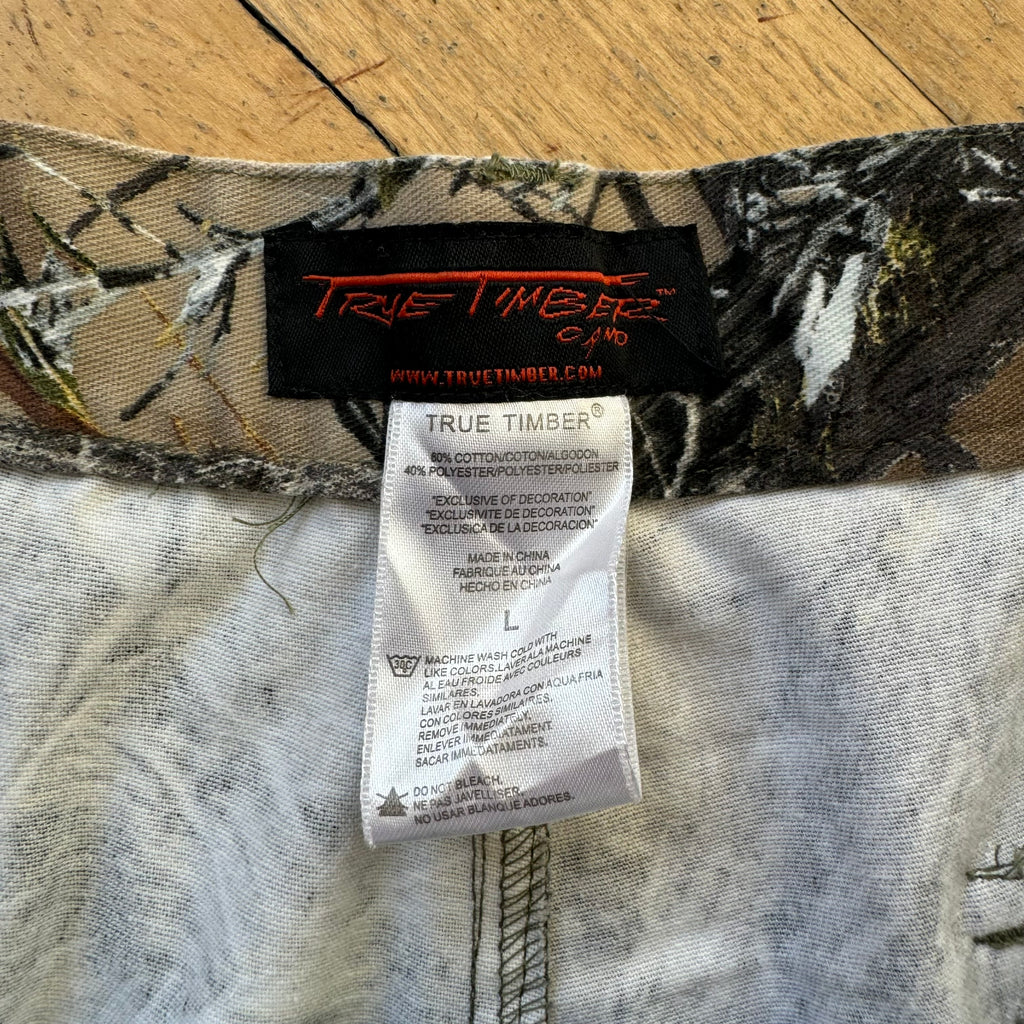 TRUE TIMBER™
CAMO
WWW.TRUETIMBER.COM
TRUE TIMBER®
60% COTTON/COTON/ALGODON
40% POLYESTER/POLYESTER/POLIESTER
"EXCLUSIVE OF DECORATION"
"EXCLUSIVITE DE DECORATION"
"EXCLUSICA DE LA DECORACION"
MADE IN CHINA
FABRIQUE AU CHINA
HECHO EN CHINA
L
30C
MACHINE WASH COLD WITH
LIKE COLORS.LAVER ALA MACHINE
AL EAU FROIDE AVEC COULEURS
SIMILARES.
LAVAR EN LAVADORA CON AQUA FRIA
CON COLORES SIMILAIRES.
REMOVE IMMEDIATELY.
ENLEVER IMMEDIATAMENT
SACAR IMMEDATAMENTS.
DO NOT BLEACH.
NE PAS JAVELLISER.
NO USAR BLANQUE ADORES.